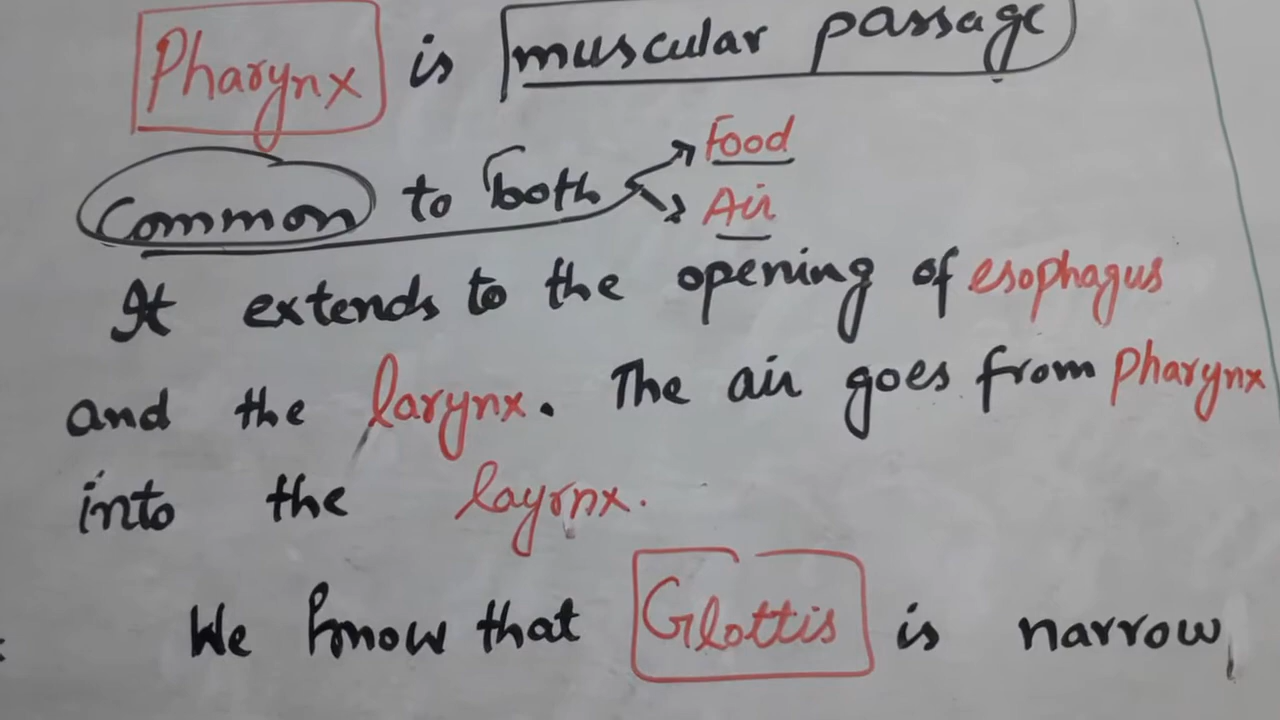 Pharynx is muscular passage
Common to both Food
Air
It extends to the opening of esophagus
and the larynx. The air goes from pharynx
into the layrnx.
We know that Glottis is narrow